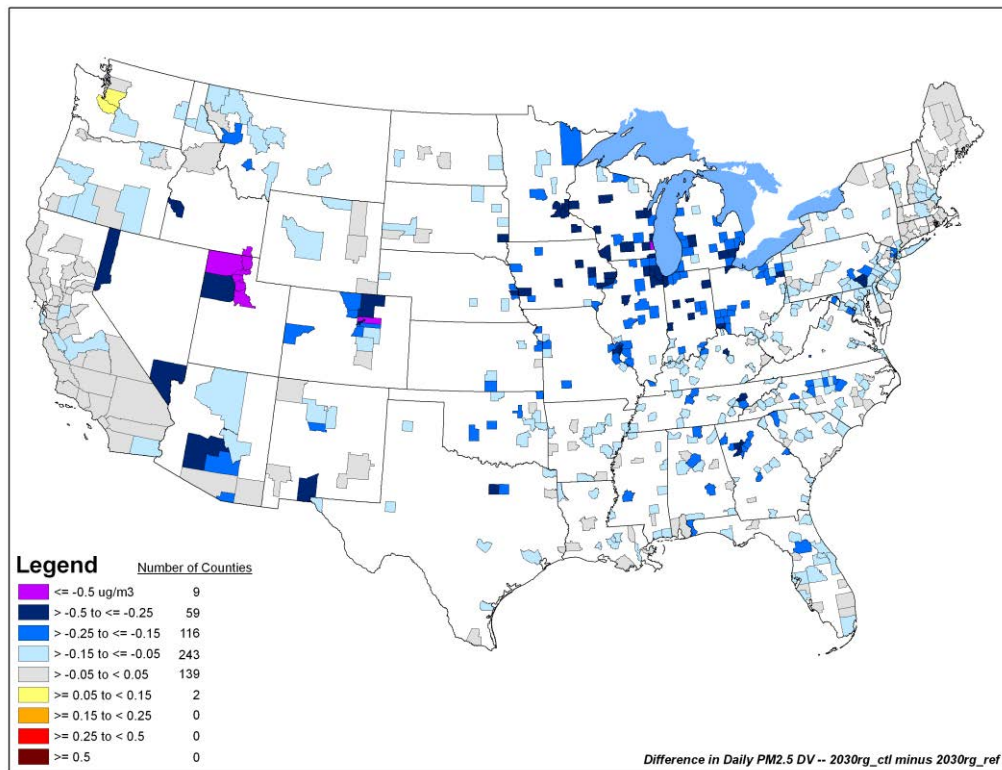 Legend Number of Counties
<= -0.5 ug/m3 9
> -0.5 to <= -0.25 59
> -0.25 to <= -0.15 116
> -0.15 to <= -0.05 243
> -0.05 to < 0.05 139
>= 0.05 to < 0.15 2
>= 0.15 to < 0.25 0
>= 0.25 to < 0.5 0
>= 0.5 0
Difference in Daily PM2.5 DV -- 2030rg_ctl minus 2030rg_ref